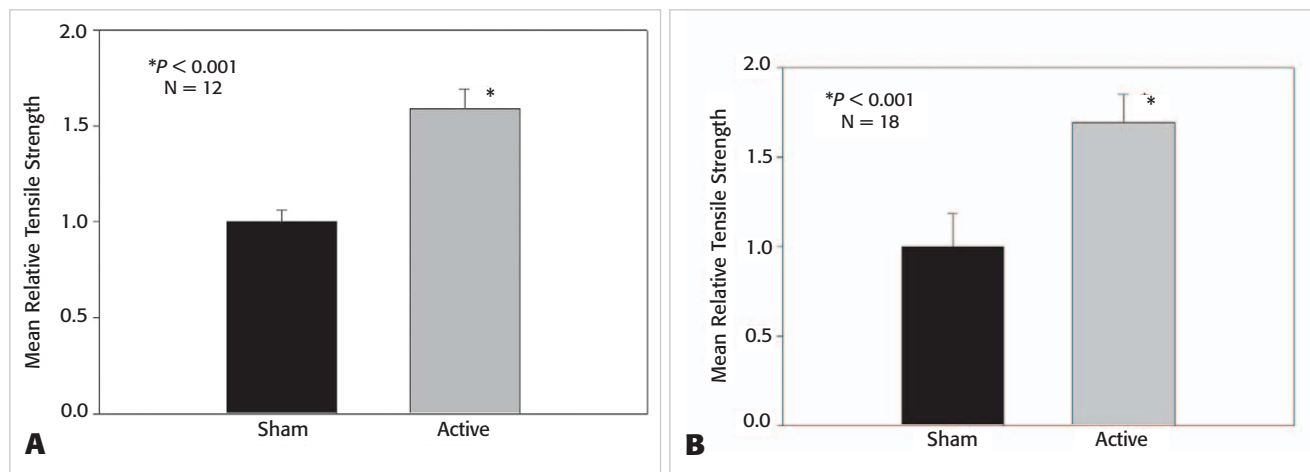 2.0
*P < 0.001
N = 12
*
1.5
1.0
0.5
0.0
Mean Relative Tensile Strength
Sham Active
A
2.0
*P < 0.001
N = 18
*
1.5
1.0
0.5
0.0
Mean Relative Tensile Strength
Sham Active
B